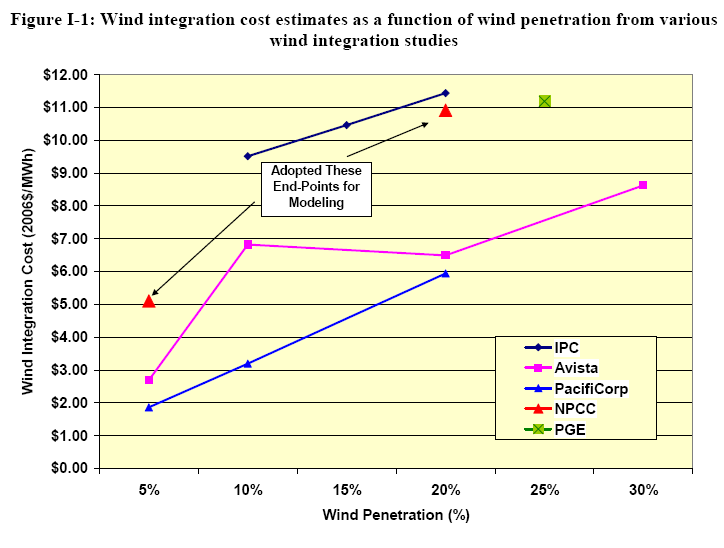 Figure I-1: Wind integration cost estimates as a function of wind penetration from various
wind integration studies
$12.00
$11.00
$10.00
$9.00
$8.00
$7.00
$6.00
$5.00
$4.00
$3.00
$2.00
$1.00
$0.00
Wind Integration Cost (2006$/MWh)
Adopted These
End-Points for
Modeling
IPC
Avista
PacifiCorp
NPCC
PGE
5% 10% 15% 20% 25% 30%
Wind Penetration (%)